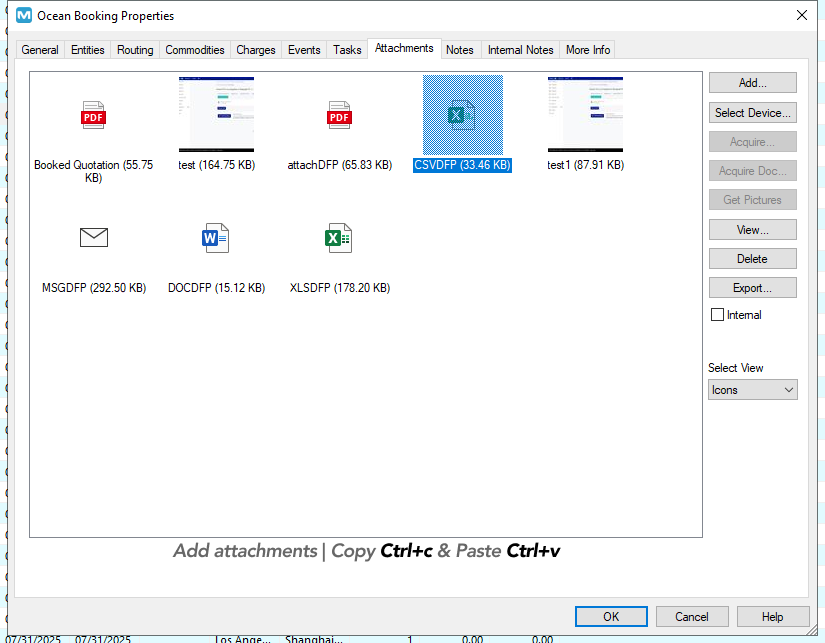 Ocean Booking Properties
General Entities Routing Commodities Charges Events Tasks Attachments Notes Internal Notes More Info
PDF PDF
Booked Quotation (55.75 KB) test (164.75 KB) attachDFP (65.83 KB) CSVDFP (33.46 KB) test1 (87.91 KB)
MSGDFP (292.50 KB) DOCDFP (15.12 KB) XLSDFP (178.20 KB)
Add...
Select Device...
Acquire...
Acquire Doc...
Get Pictures
View...
Delete
Export...
Internal
Select View
Icons
Add attachments | Copy Ctrl+c & Paste Ctrl+v
OK Cancel Help
07/31/2025 07/31/2025 Los Ange... Shanghai... 1 0.00 0.00